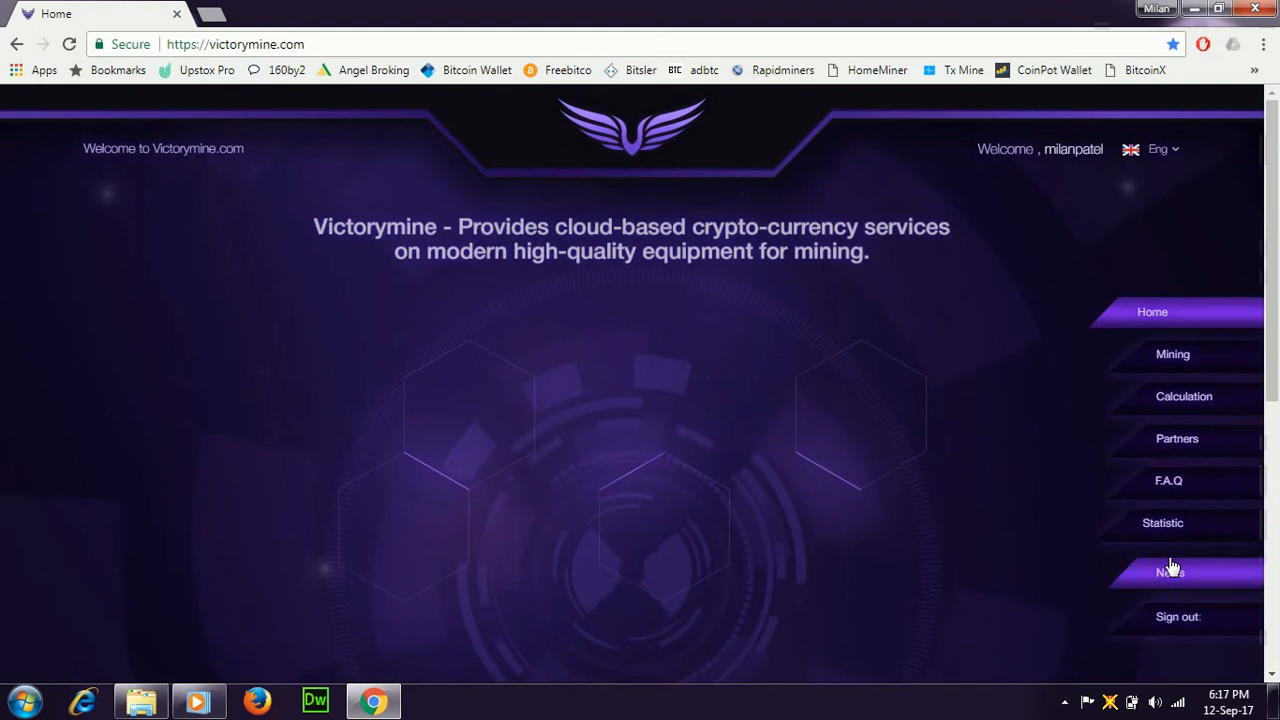 Home
Milan
Secure
https://victorymine.com
Apps
Bookmarks
Upstox Pro
160by2
Angel Broking
Bitcoin Wallet
Freebitco
Bitsler
BTC adbtc
Rapidminers
HomeMiner
Tx Mine
CoinPot Wallet
BitcoinX
»
Welcome to Victorymine.com
Welcome , milanpatel
Eng
Victorymine - Provides cloud-based crypto-currency services
on modern high-quality equipment for mining.
Home
Mining
Calculation
Partners
F.A.Q
Statistic
News
Sign out
Dw
6:17 PM
12-Sep-17